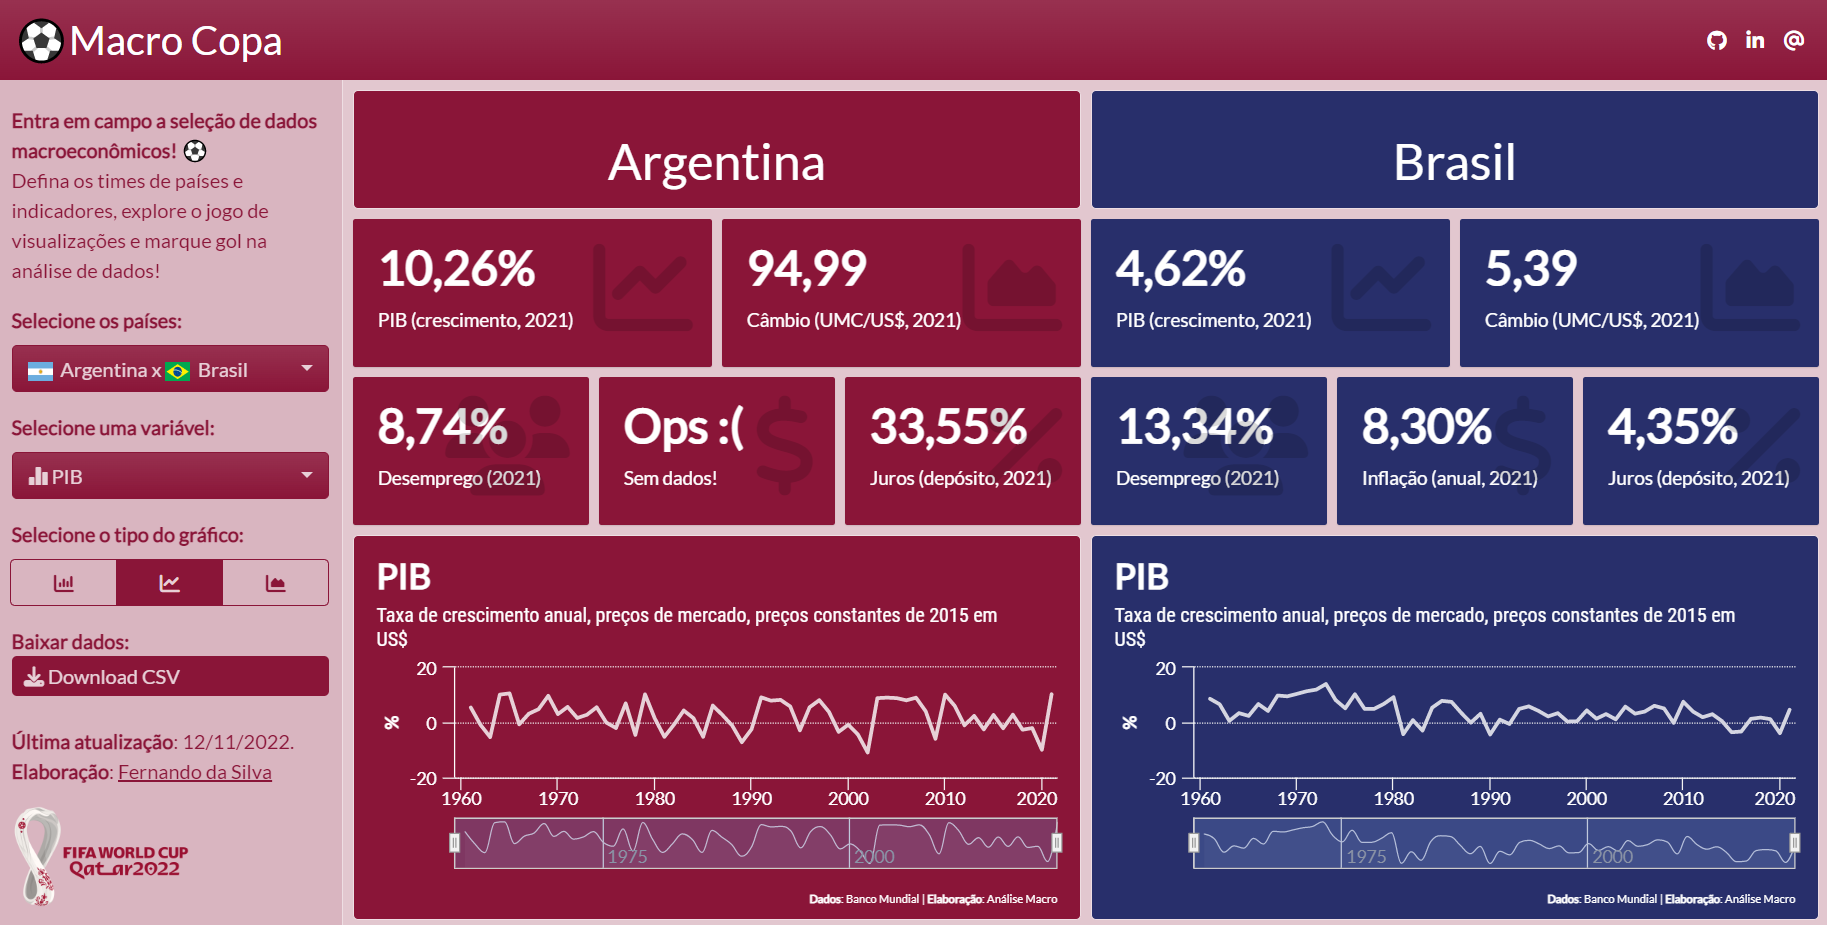 Macro Copa
Entra em campo a seleção de dados
macroeconômicos!
Defina os times de países e
indicadores, explore o jogo de
visualizações e marque gol na
análise de dados!
Selecione os países:
Argentina x Brasil
Selecione uma variável:
PIB
Selecione o tipo do gráfico:
Baixar dados:
Download CSV
Última atualização: 12/11/2022.
Elaboração: Fernando da Silva
FIFA WORLD CUP
Qatar2022
Argentina
10,26%
PIB (crescimento, 2021)
94,99
Câmbio (UMC/US$, 2021)
8,74%
Desemprego (2021)
Ops :(
Sem dados!
33,55%
Juros (depósito, 2021)
PIB
Taxa de crescimento anual, preços de mercado, preços constantes de 2015 em
US$
20
0
-20
%
1960 1970 1980 1990 2000 2010 2020
1975 2000
Dados: Banco Mundial | Elaboração: Análise Macro
Brasil
4,62%
PIB (crescimento, 2021)
5,39
Câmbio (UMC/US$, 2021)
13,34%
Desemprego (2021)
8,30%
Inflação (anual, 2021)
4,35%
Juros (depósito, 2021)
PIB
Taxa de crescimento anual, preços de mercado, preços constantes de 2015 em
US$
20
0
-20
%
1960 1970 1980 1990 2000 2010 2020
1975 2000
Dados: Banco Mundial | Elaboração: Análise Macro